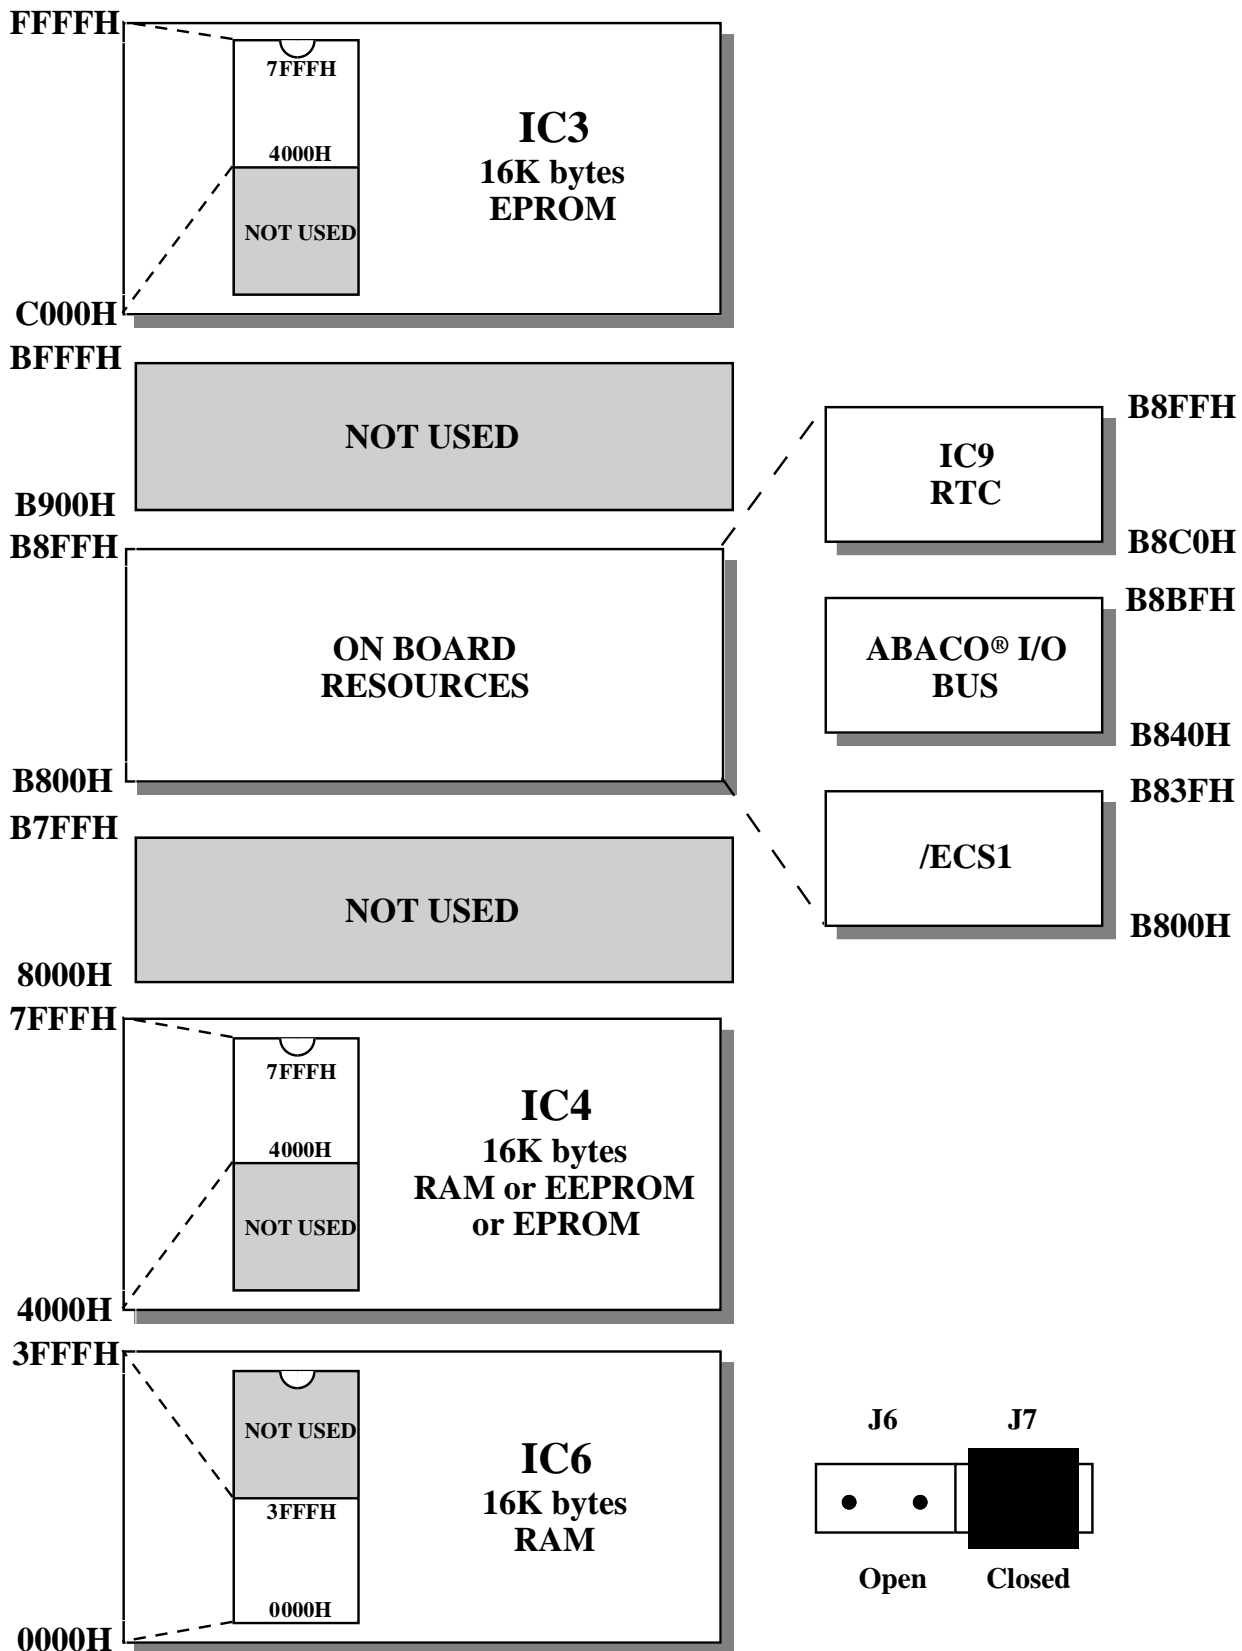 FFFFH
7FFFH
4000H
NOT USED
IC3
16K bytes
EPROM
C000H
BFFFH
NOT USED
B900H
B8FFH
ON BOARD
RESOURCES
B800H
B8FFH
IC9
RTC
B8C0H
B8BFH
ABACO® I/O
BUS
B840H
B83FH
/ECS1
B800H
B7FFH
NOT USED
8000H
7FFFH
7FFFH
4000H
NOT USED
IC4
16K bytes
RAM or EEPROM
or EPROM
4000H
3FFFH
NOT USED
3FFFH
0000H
IC6
16K bytes
RAM
0000H
J6 J7
Open Closed